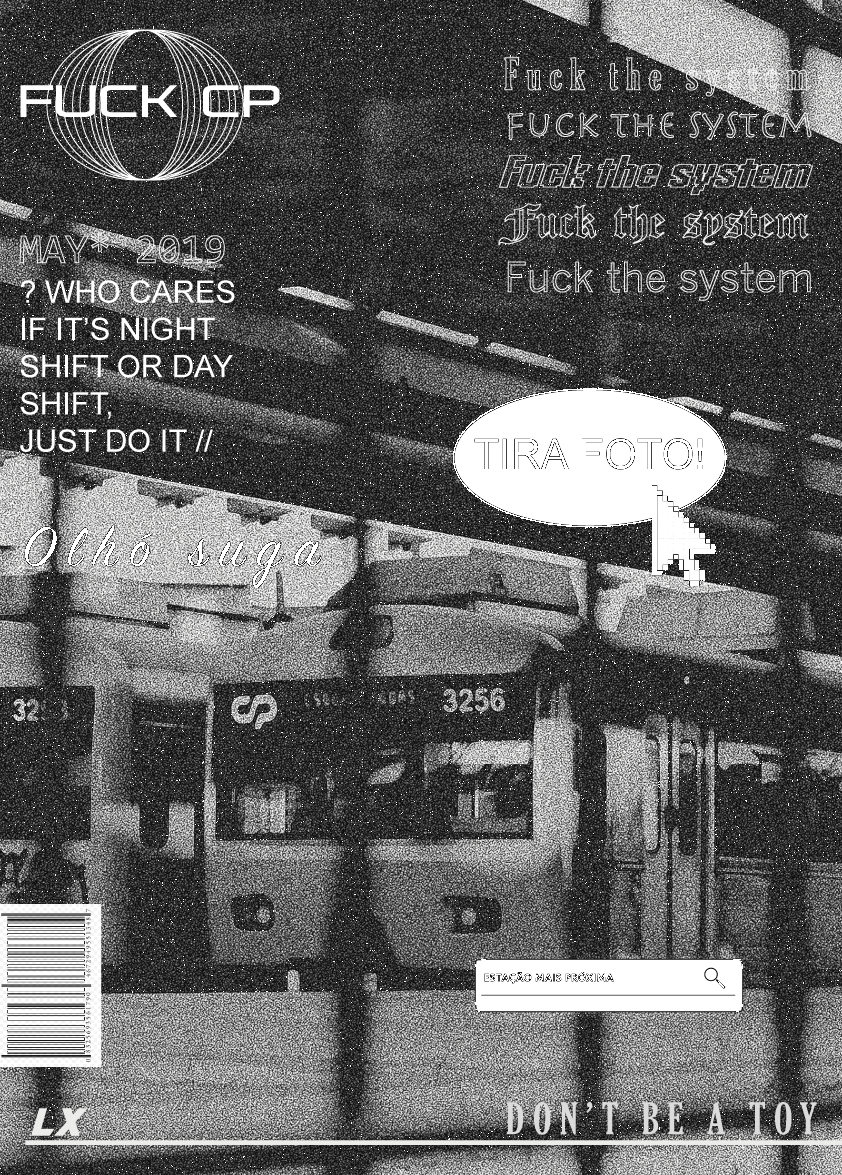 FUCK CP
Fuck the system
FUCK THE SYSTEM
Fuck the system
Fuck the system
Fuck the system
MAY* 2019
? WHO CARES
IF IT'S NIGHT
SHIFT OR DAY
SHIFT,
JUST DO IT //
TIRA FOTO!
Olhó suga
3256
ESTAÇÃO MAIS PRÓXIMA
LX
DON'T BE A TOY